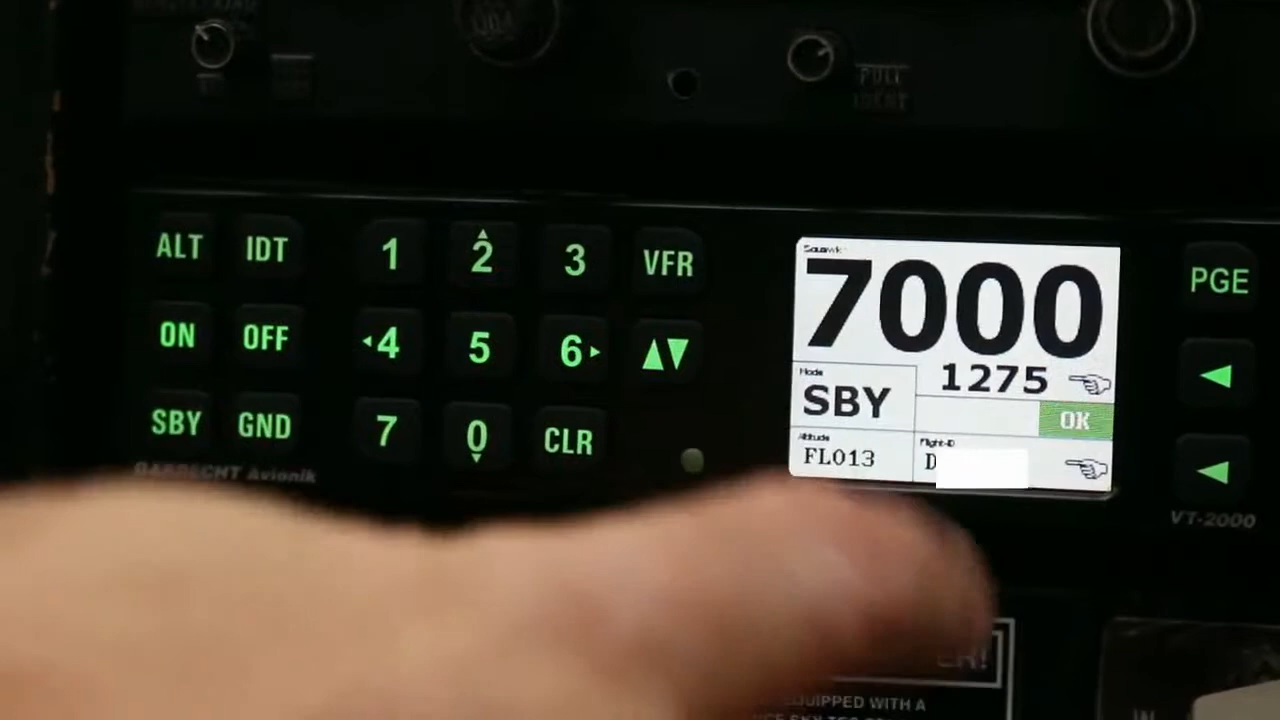 PULL
IDENT
ALT IDT 1 2 3 VFR
ON OFF 4 5 6
SBY GND 7 0 CLR
GARRECHT Avionik
Squawk
7000
1275
Mode
SBY
OK
Altitude
FL013
Flight-ID
D
PGE
VT-2000
ER!
EQUIPPED WITH A